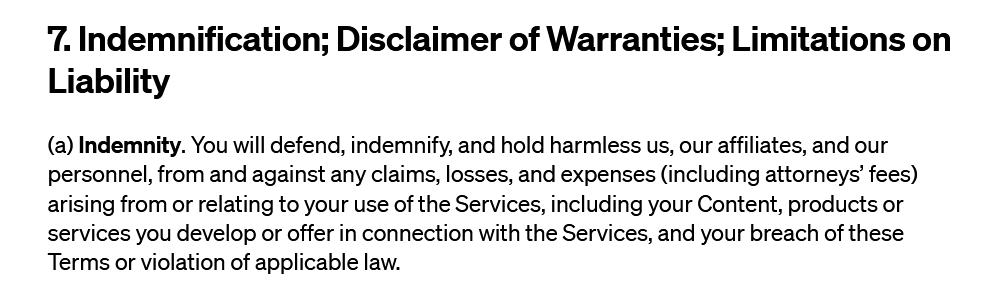 7. Indemnification; Disclaimer of Warranties; Limitations on
Liability
(a) Indemnity. You will defend, indemnify, and hold harmless us, our affiliates, and our
personnel, from and against any claims, losses, and expenses (including attorneys’ fees)
arising from or relating to your use of the Services, including your Content, products or
services you develop or offer in connection with the Services, and your breach of these
Terms or violation of applicable law.